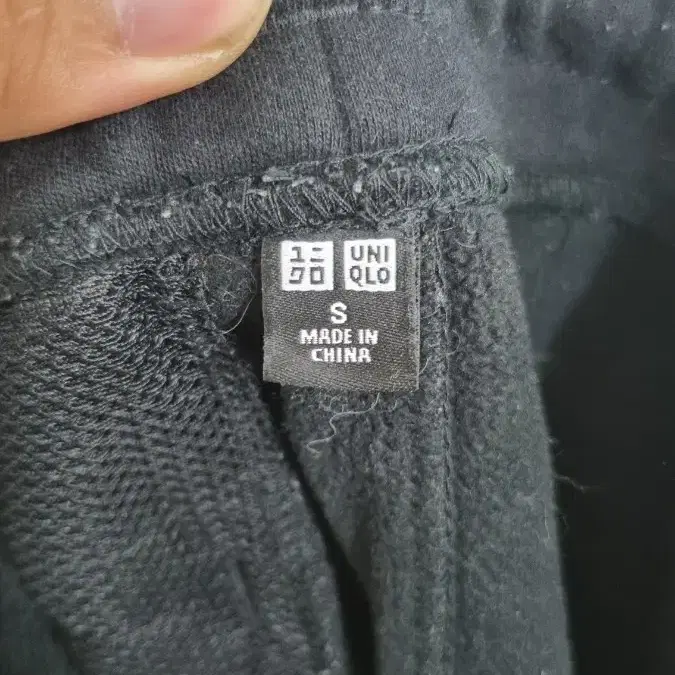 ユニ UNI
クロ QLO
S
MADE IN
CHINA